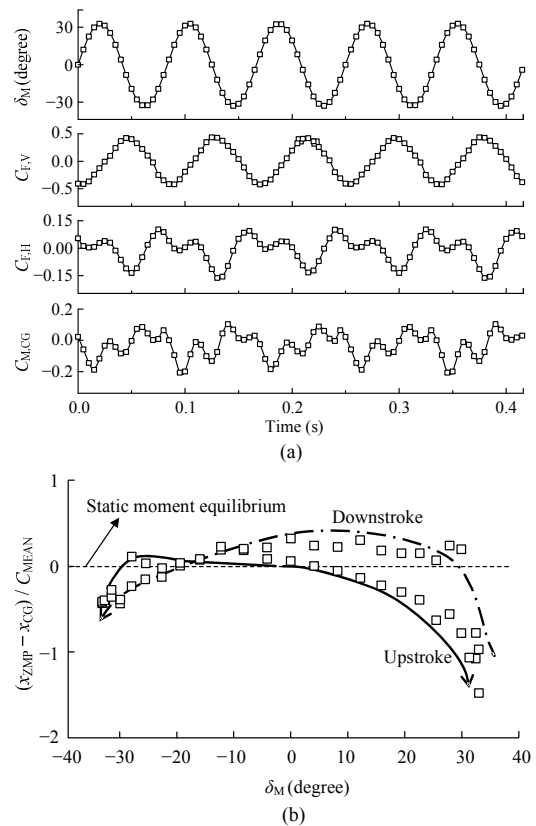 δM (degree)
30
0
−30
CF,V
0.5
0.0
−0.5
CF,H
0.15
0.00
−0.15
CM,CG
0.2
0.0
−0.2
0.0 0.1 0.2 0.3 0.4
Time (s)
(a)
(xZMP − xCG) / CMEAN
1
0
−1
−2
Static moment equilibrium
Downstroke
Upstroke
−40 −30 −20 −10 0 10 20 30 40
δM (degree)
(b)